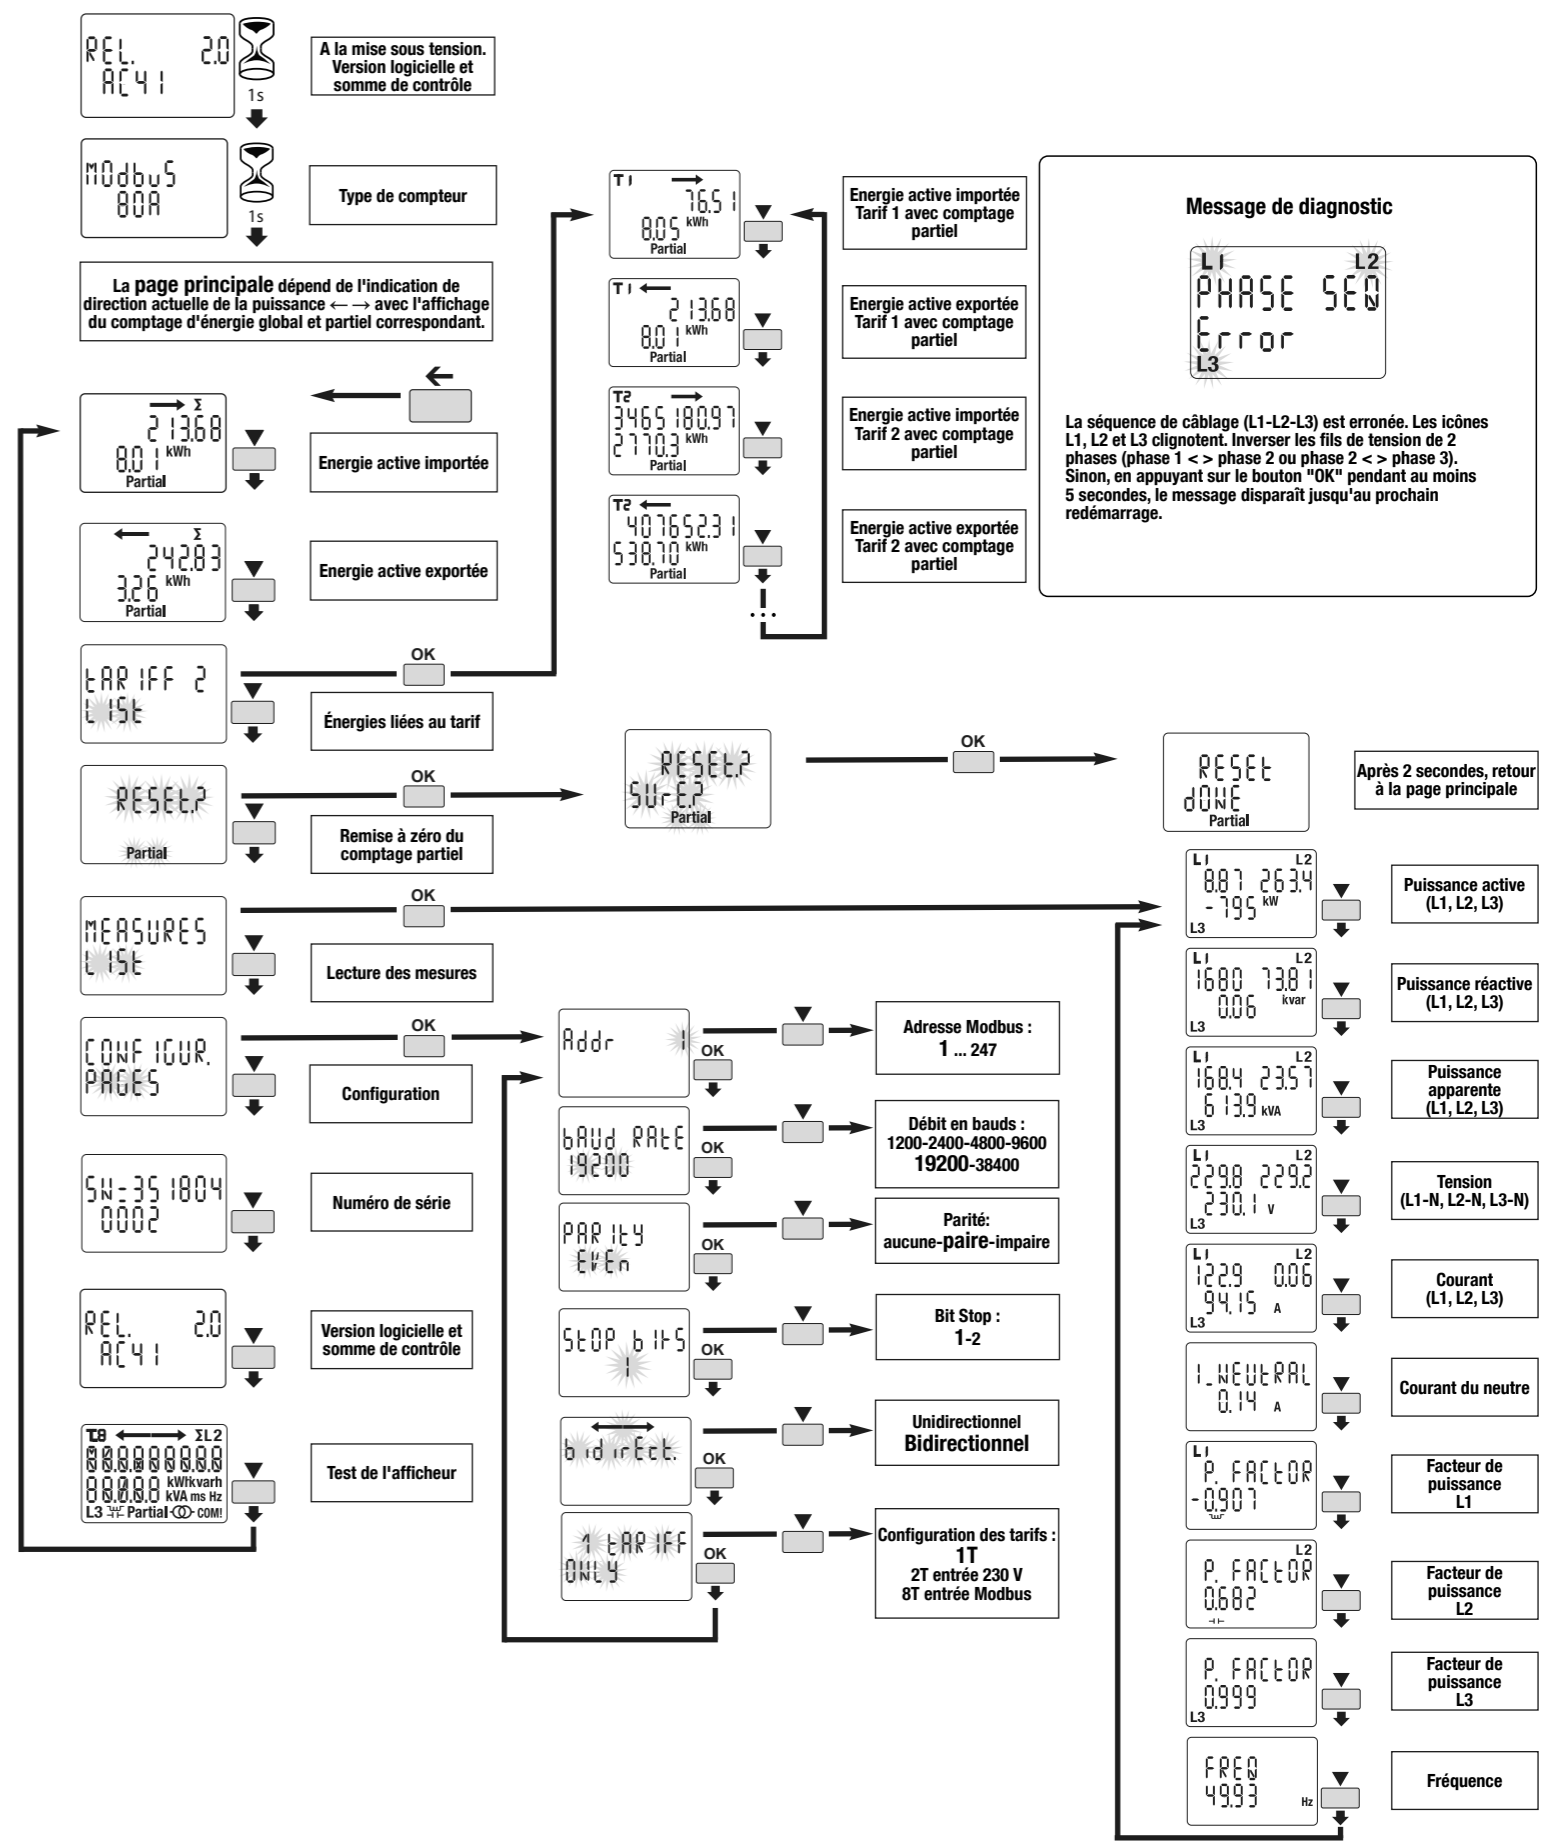 REL. 2.0
AC41
1s
A la mise sous tension.
Version logicielle et
somme de contrôle
MOdbuS
80A
1s
Type de compteur
La page principale dépend de l'indication de
direction actuelle de la puissance ←→ avec l'affichage
du comptage d'énergie global et partiel correspondant.
→ Σ
213.68
8.01 kWh
Partial
Energie active importée
← Σ
242.83
3.26 kWh
Partial
Energie active exportée
tARIFF 2
LISt
OK
Énergies liées au tarif
RESEt.?
Partial
OK
Remise à zéro du
comptage partiel
RESEt.?
SUrE.?
Partial
OK
RESEt
dONE
Partial
Après 2 secondes, retour
à la page principale
MEASURES
LISt
OK
Lecture des mesures
CONFIGUR.
PAGES
OK
Configuration
SN-351804
0002
Numéro de série
REL. 2.0
AC41
Version logicielle et
somme de contrôle
T8 ←→ ΣL2
kWhkvarh
kVA ms Hz
L3 Partial COM!
Test de l'afficheur
T1 →
76.51
8.05 kWh
Partial
Energie active importée
Tarif 1 avec comptage
partiel
T1 ←
213.68
8.01 kWh
Partial
Energie active exportée
Tarif 1 avec comptage
partiel
T2 →
3465180.97
2770.3 kWh
Partial
Energie active importée
Tarif 2 avec comptage
partiel
T2 ←
407652.31
538.70 kWh
Partial
Energie active exportée
Tarif 2 avec comptage
partiel
...
Message de diagnostic
L1 L2
PHASE SEQ
Error
L3
La séquence de câblage (L1-L2-L3) est erronée. Les icônes
L1, L2 et L3 clignotent. Inverser les fils de tension de 2
phases (phase 1 < > phase 2 ou phase 2 < > phase 3).
Sinon, en appuyant sur le bouton "OK" pendant au moins
5 secondes, le message disparaît jusqu'au prochain
redémarrage.
Addr 1
OK
Adresse Modbus :
1 ... 247
bAUd RAtE
19200
OK
Débit en bauds :
1200-2400-4800-9600
19200-38400
PARItY
EVEn
OK
Parité:
aucune-paire-impaire
StOP bItS
1
OK
Bit Stop :
1-2
←→
bidirEct.
OK
Unidirectionnel
Bidirectionnel
1 tARIFF
ONLY
OK
Configuration des tarifs :
1T
2T entrée 230 V
8T entrée Modbus
L1 L2
8.87 263.4
-795 kW
L3
Puissance active
(L1, L2, L3)
L1 L2
1680 73.81
0.06 kvar
L3
Puissance réactive
(L1, L2, L3)
L1 L2
168.4 23.57
613.9 kVA
L3
Puissance
apparente
(L1, L2, L3)
L1 L2
229.8 229.2
230.1 V
L3
Tension
(L1-N, L2-N, L3-N)
L1 L2
122.9 0.06
94.15 A
L3
Courant
(L1, L2, L3)
I_NEUtRAL
0.14 A
Courant du neutre
L1
P. FACtOR
-0.907
Facteur de
puissance
L1
L2
P. FACtOR
0.682
Facteur de
puissance
L2
P. FACtOR
0.999
L3
Facteur de
puissance
L3
FREQ
49.93 Hz
Fréquence